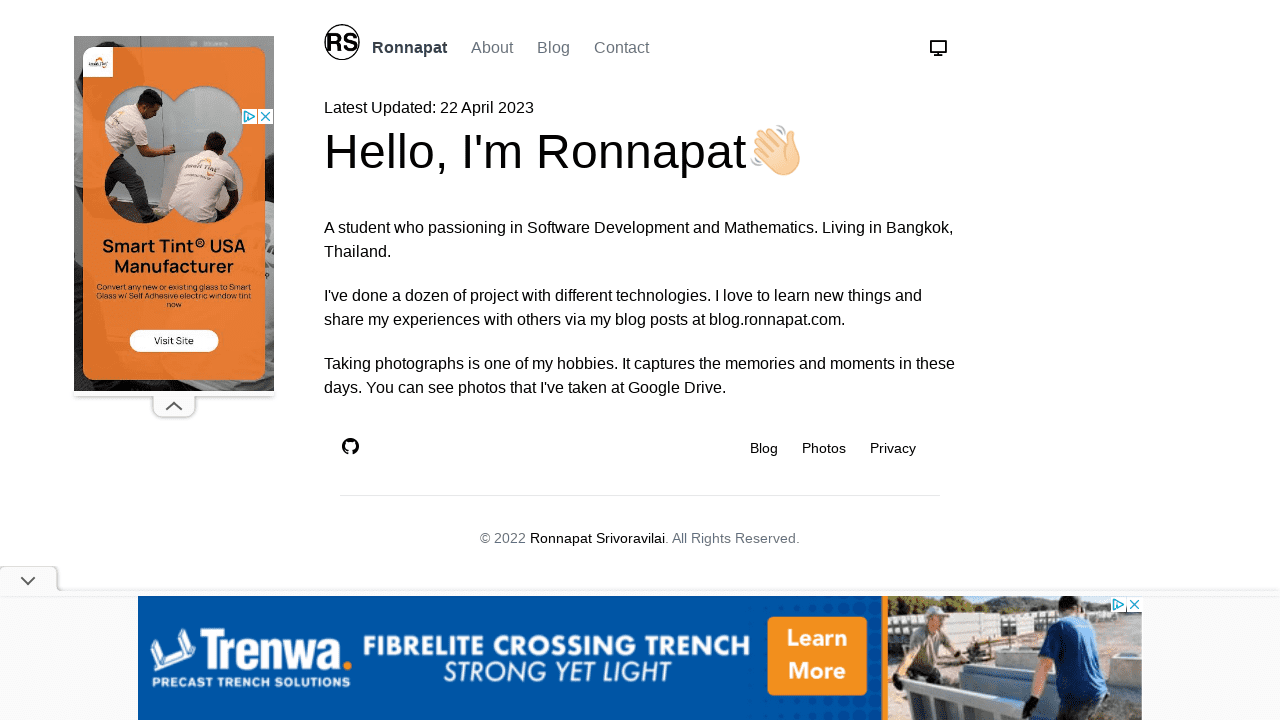 RS Ronnapat About Blog Contact
Latest Updated: 22 April 2023
Hello, I'm Ronnapat
A student who passioning in Software Development and Mathematics. Living in Bangkok,
Thailand.
I've done a dozen of project with different technologies. I love to learn new things and
share my experiences with others via my blog posts at blog.ronnapat.com.
Taking photographs is one of my hobbies. It captures the memories and moments in these
days. You can see photos that I've taken at Google Drive.
Blog Photos Privacy
© 2022 Ronnapat Srivoravilai. All Rights Reserved.
Smart Tint® USA
Manufacturer
Convert any new or existing glass to Smart
Glass w/ Self Adhesive electric window tint
now
Visit Site
Trenwa.
PRECAST TRENCH SOLUTIONS
FIBRELITE CROSSING TRENCH
STRONG YET LIGHT
Learn
More